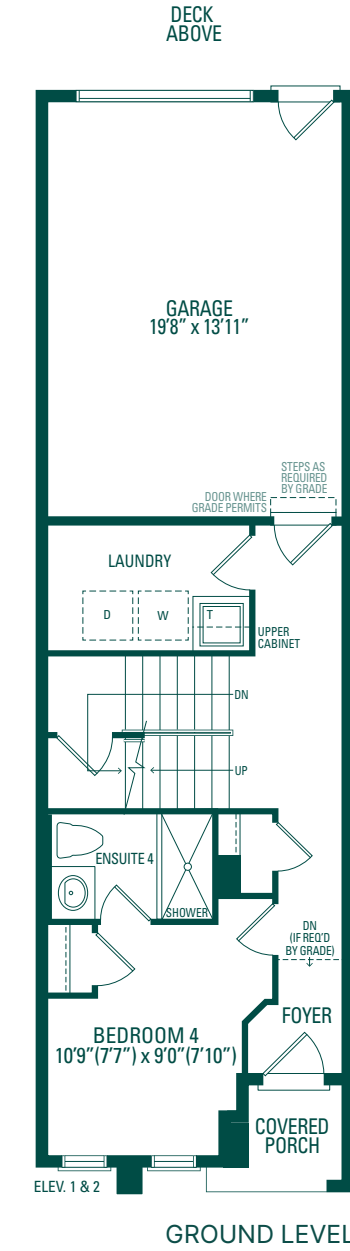 DECK
ABOVE
GARAGE
19'8" x 13'11"
STEPS AS
REQUIRED
BY GRADE
DOOR WHERE
GRADE PERMITS
LAUNDRY
D
W
T
UPPER
CABINET
DN
UP
ENSUITE 4
SHOWER
DN
(IF REQ'D
BY GRADE)
FOYER
BEDROOM 4
10'9"(7'7") x 9'0"(7'10")
COVERED
PORCH
ELEV. 1 & 2
GROUND LEVEL